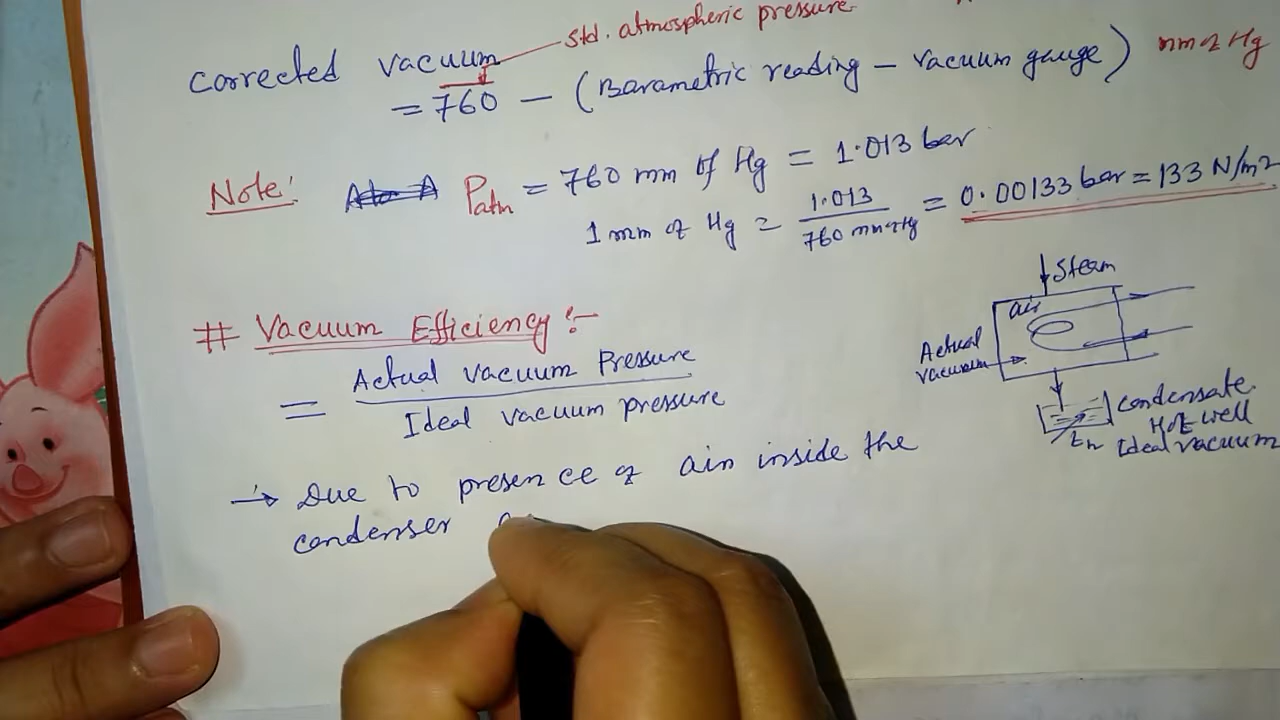 std. atmospheric pressure
corrected vacuum
= 760 - (Barametric reading - vacuum gauge) mm of Hg
Note:
Patm = 760 mm of Hg = 1.013 bar
1 mm of Hg = 1.013 / 760 mm of Hg = 0.00133 bar = 133 N/m2
Steam
air
# Vacuum Efficiency :-
Actual
vacuum
= Actual vacuum Pressure
Ideal vacuum pressure
condensate
Hot well
Ideal vacuum
→ Due to presence of air inside the
condenser